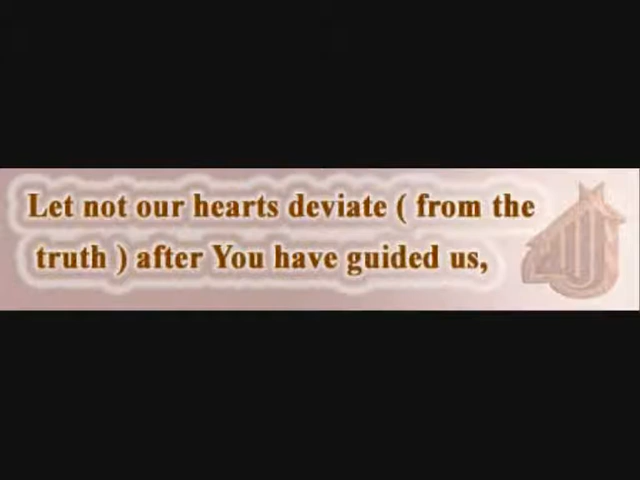 Let not our hearts deviate ( from the
truth ) after You have guided us,